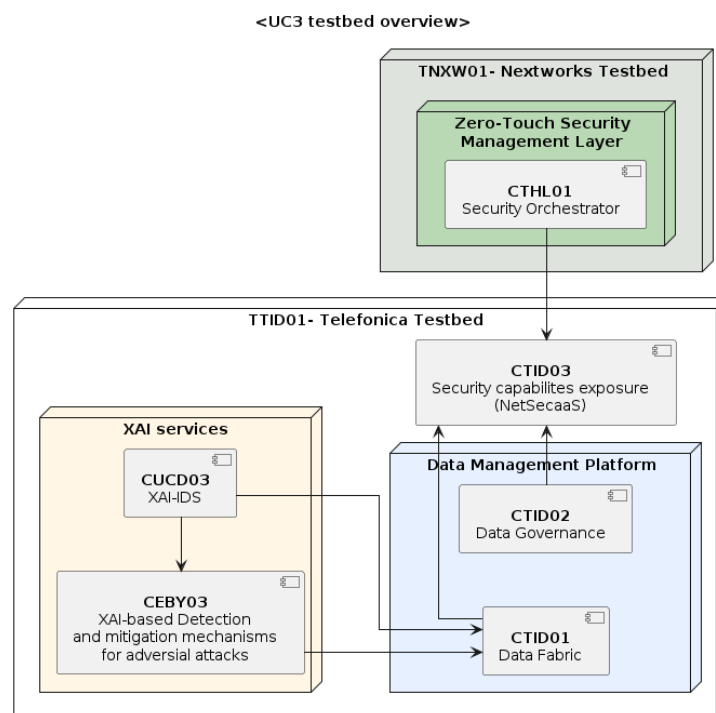 <UC3 testbed overview>
TNXW01- Nextworks Testbed
Zero-Touch Security
Management Layer
CTHL01
Security Orchestrator
TTID01- Telefonica Testbed
CTID03
Security capabilites exposure
(NetSecaaS)
XAI services
CUCD03
XAI-IDS
CEBY03
XAI-based Detection
and mitigation mechanisms
for adversial attacks
Data Management Platform
CTID02
Data Governance
CTID01
Data Fabric